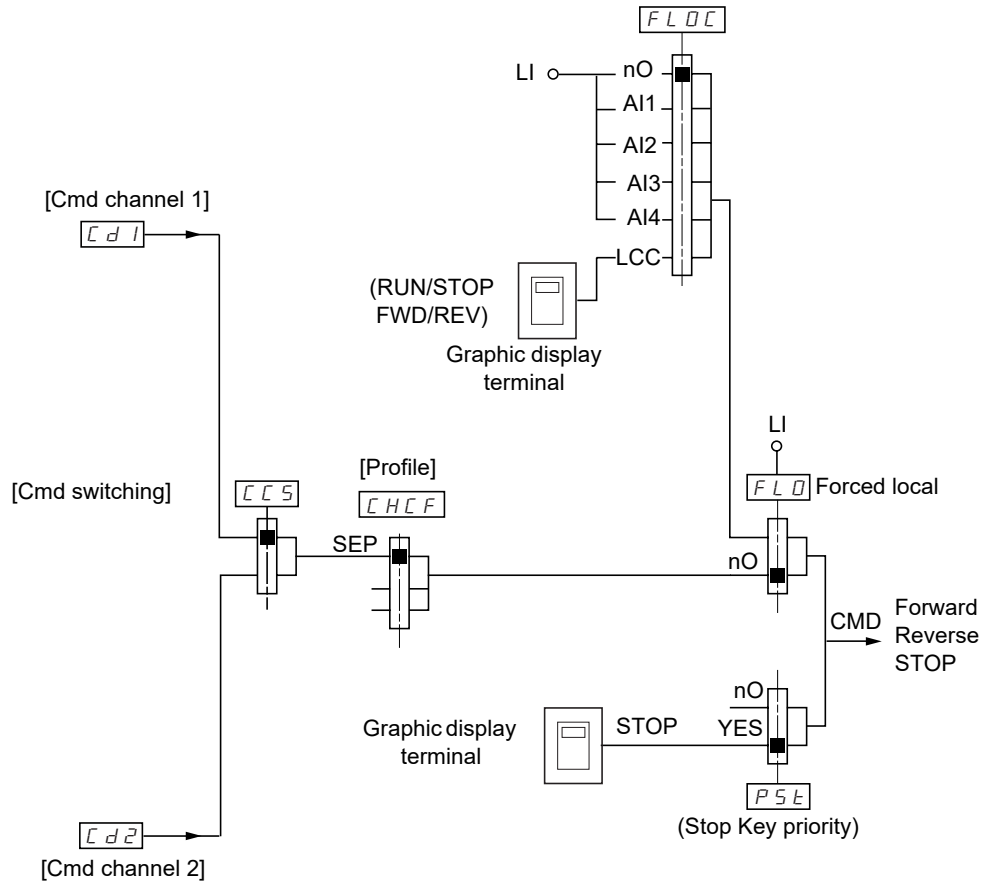 FLOC
LI
nO
AI1
AI2
AI3
AI4
LCC
[Cmd channel 1]
Cd1
(RUN/STOP
FWD/REV)
Graphic display
terminal
LI
[Cmd switching]
CCS
[Profile]
CHCF
FLO
Forced local
SEP
nO
CMD
Forward
Reverse
STOP
nO
Graphic display
terminal
STOP
YES
PSt
(Stop Key priority)
Cd2
[Cmd channel 2]